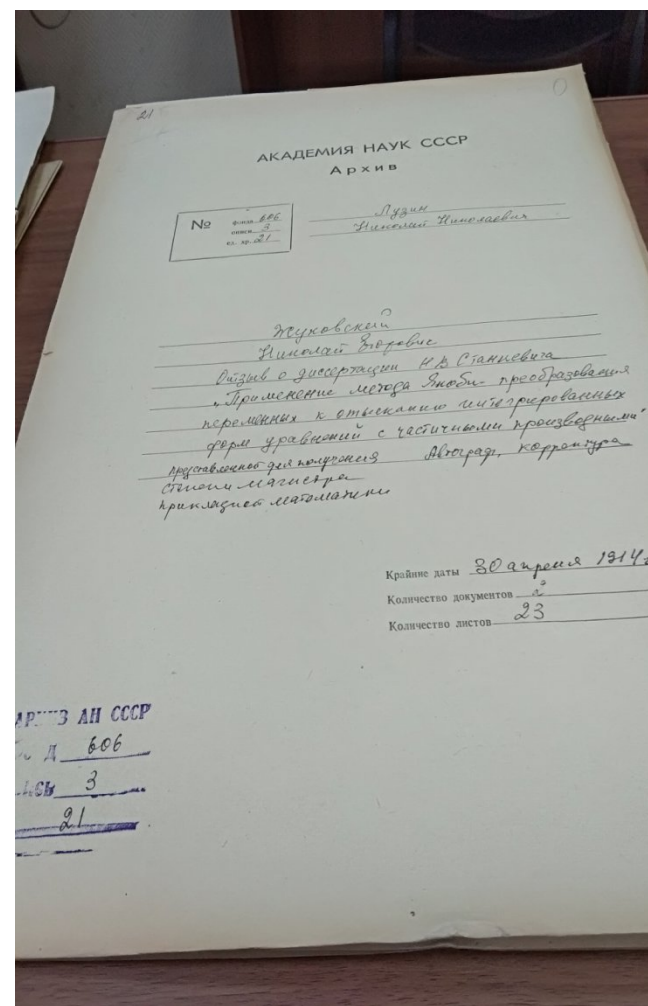 21
АКАДЕМИЯ НАУК СССР
Архив
№ фонда 606
опись 3
ед. хр. 21
Лузин
Николай Николаевич
Жуковский
Николай Егорович
Отзыв о диссертации Н В Станкевича
„Применение метода Якоби преобразования
переменных к отысканию интегрированных
форм уравнений с частичными производными"
представленной для получения Автограф, корректура
степени магистра
прикладной математики
Крайние даты 30 апреля 1914 г
Количество документов 2
Количество листов 23
АРХИВ АН СССР
Д 606
СЬ 3
21